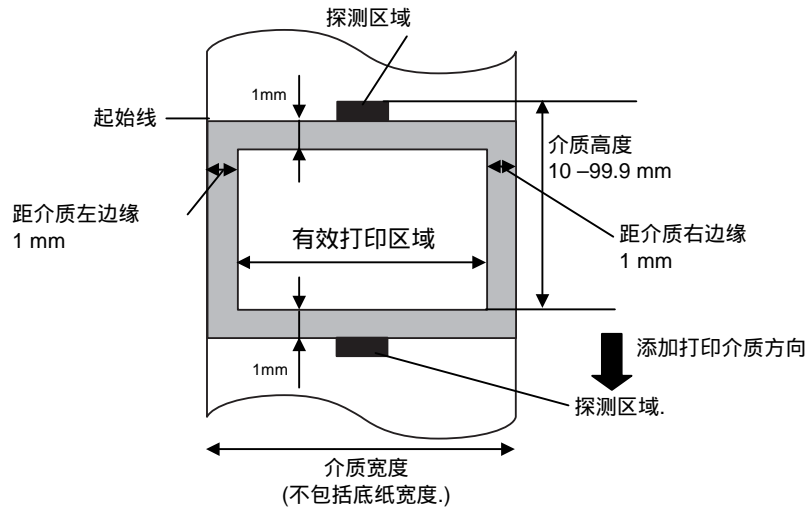 探测区域
1mm
起始线
介质高度
10 –99.9 mm
距介质左边缘
1 mm
有效打印区域
距介质右边缘
1 mm
添加打印介质方向
1mm
探测区域.
介质宽度
(不包括底纸宽度.)